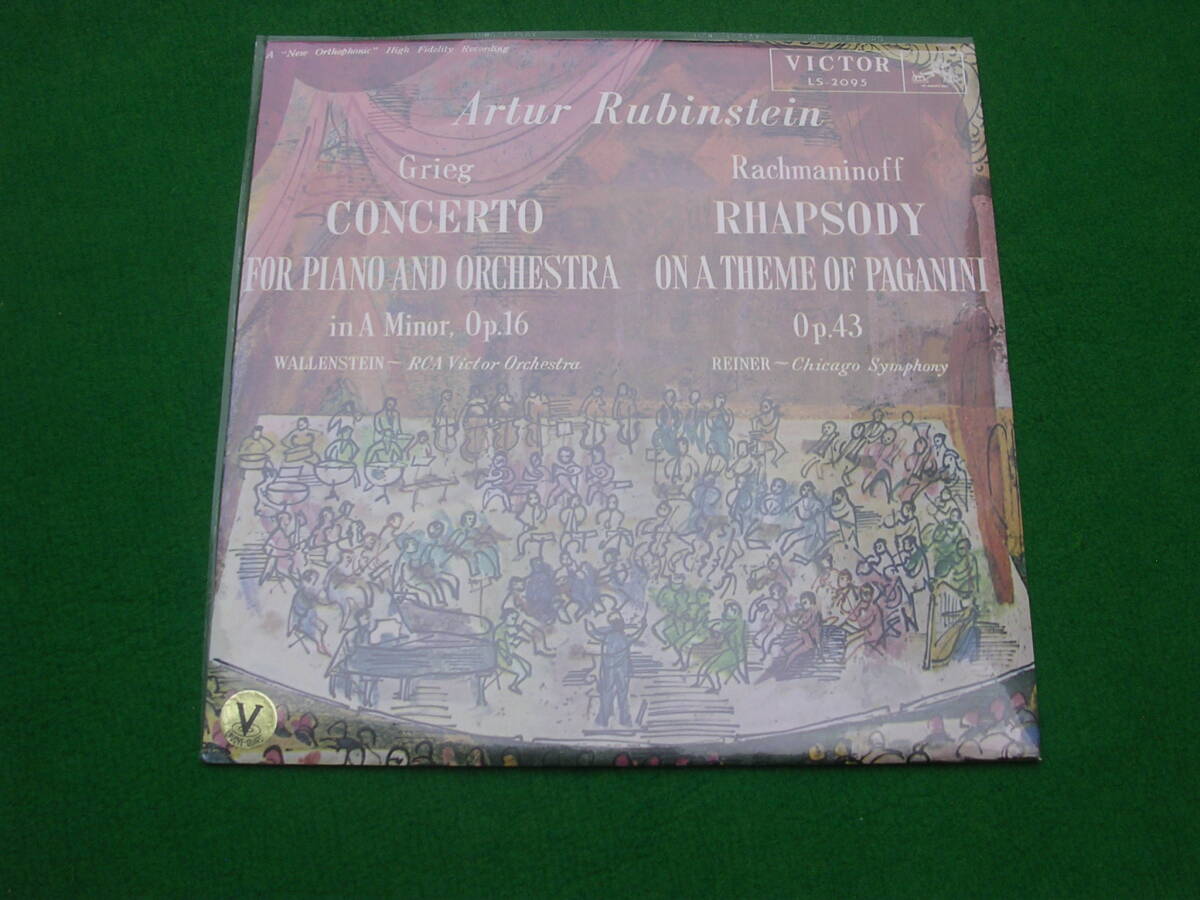 A "New Orthophonic" High Fidelity Recording
VICTOR
LS-2095
Artur Rubinstein
Grieg
CONCERTO
FOR PIANO AND ORCHESTRA
in A Minor, Op.16
WALLENSTEIN ~ RCA Victor Orchestra
Rachmaninoff
RHAPSODY
ON A THEME OF PAGANINI
Op.43
REINER ~ Chicago Symphony
V